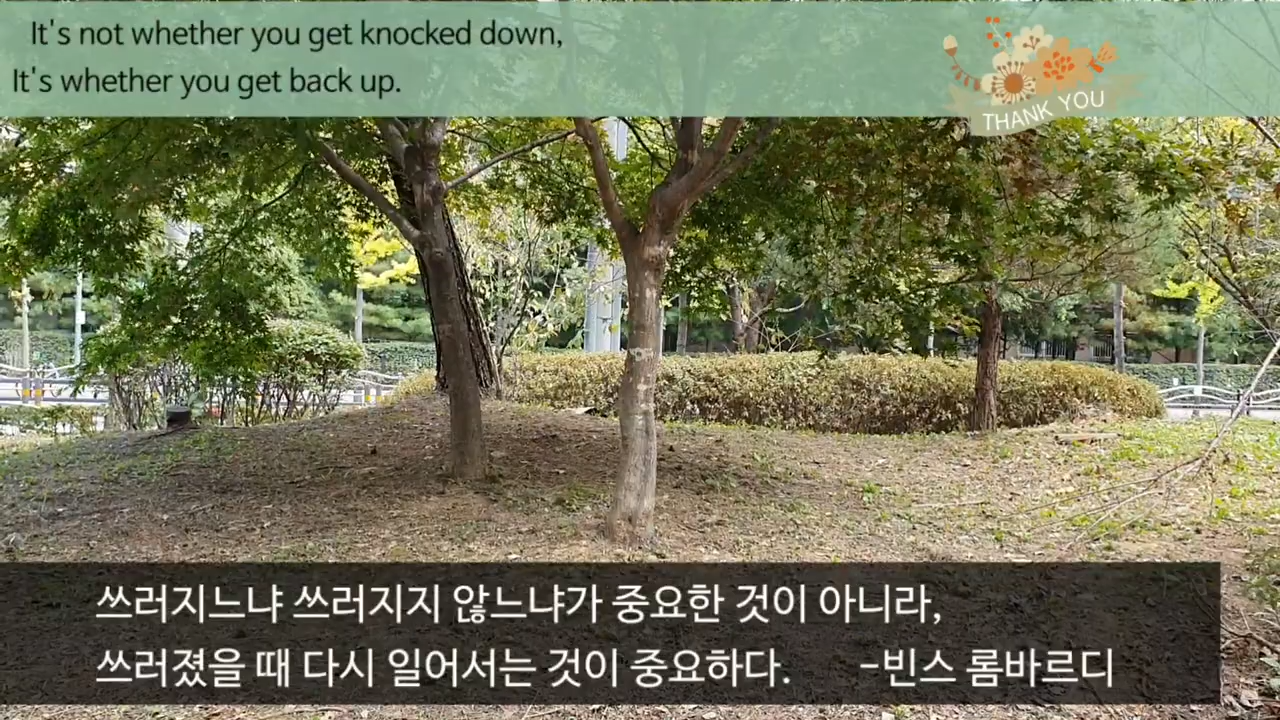 It's not whether you get knocked down,
It's whether you get back up.
THANK YOU
쓰러지느냐 쓰러지지 않느냐가 중요한 것이 아니라,
쓰러졌을 때 다시 일어서는 것이 중요하다. -빈스 롬바르디